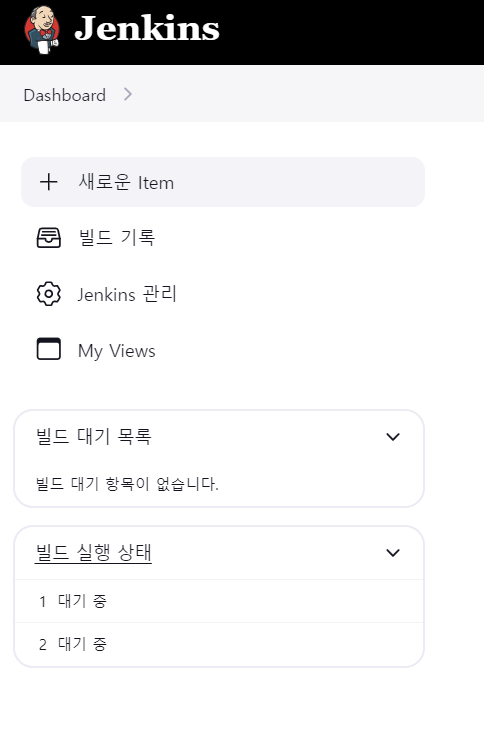 Jenkins
Dashboard
새로운 Item
빌드 기록
Jenkins 관리
My Views
빌드 대기 목록
빌드 대기 항목이 없습니다.
빌드 실행 상태
1 대기 중
2 대기 중